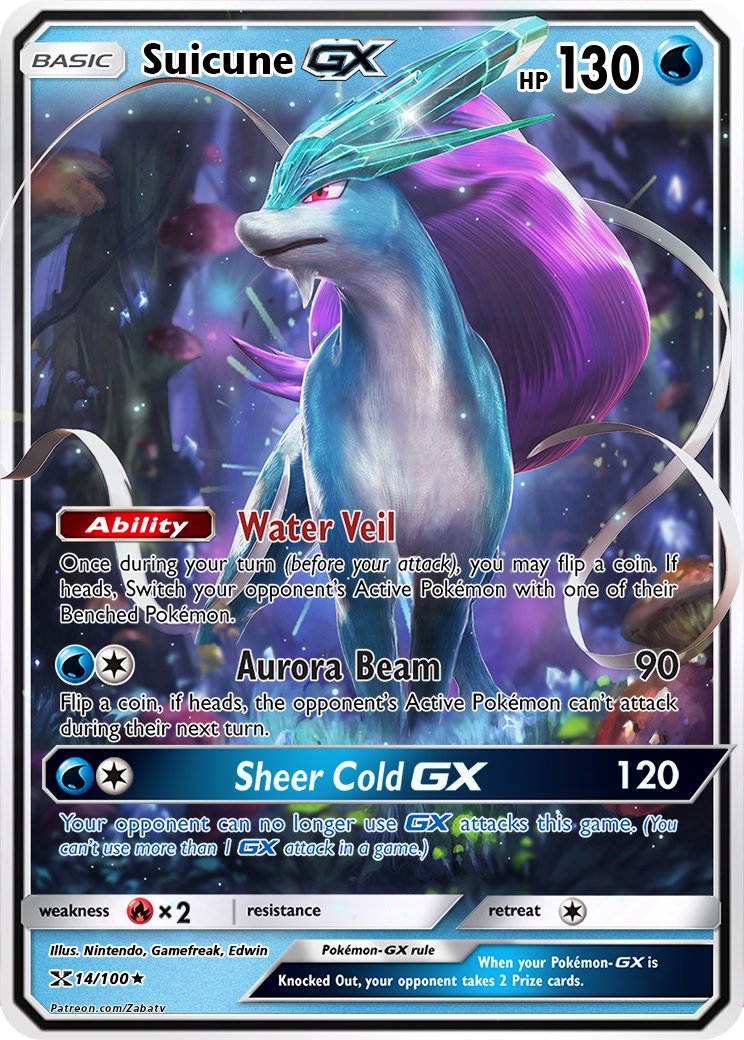 BASIC Suicune GX HP 130
Ability Water Veil
Once during your turn (before your attack), you may flip a coin. If
heads, Switch your opponent's Active Pokémon with one of their
Benched Pokémon.
Aurora Beam 90
Flip a coin, if heads, the opponent's Active Pokémon can't attack
during their next turn.
Sheer Cold GX 120
Your opponent can no longer use GX attacks this game. (You
can't use more than 1 GX attack in a game.)
weakness ×2 resistance retreat
Illus. Nintendo, Gamefreak, Edwin
14/100★
Patreon.com/Zabatv
Pokémon-GX rule
When your Pokémon-GX is
Knocked Out, your opponent takes 2 Prize cards.